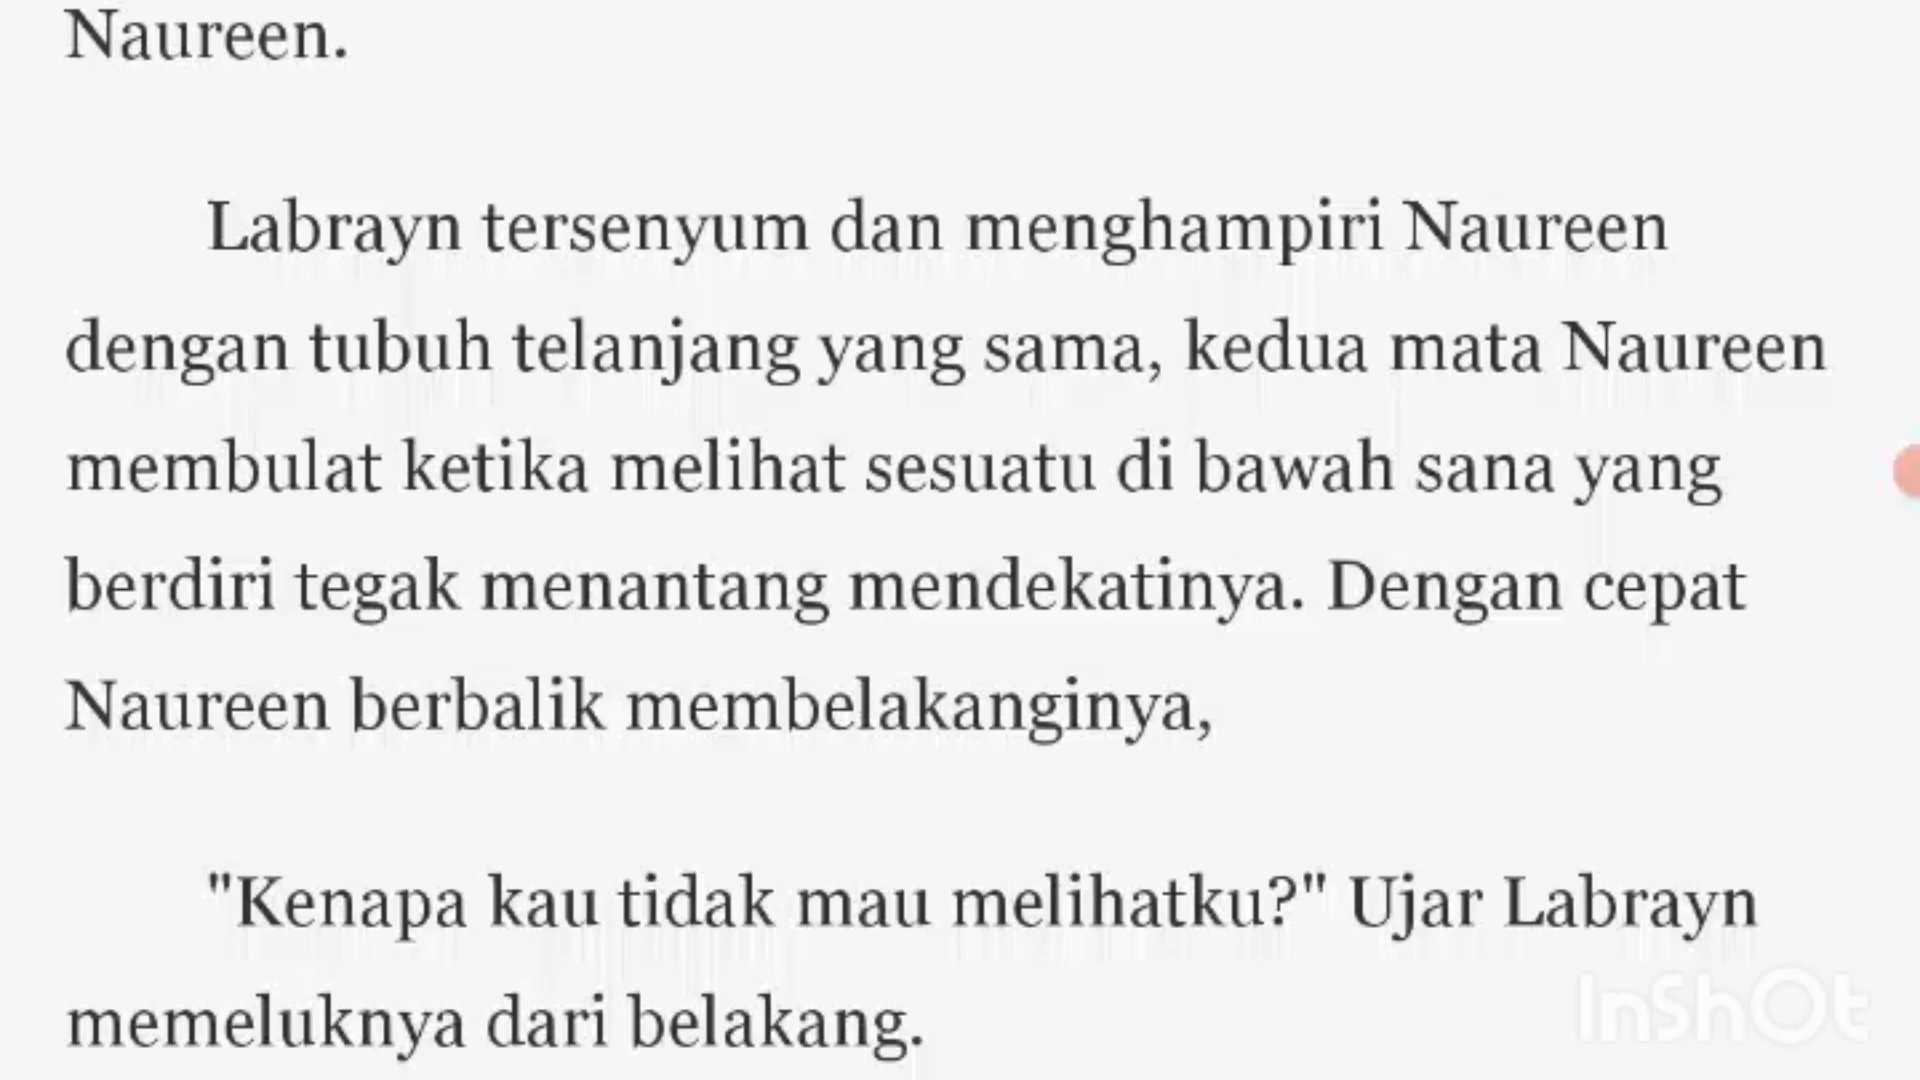 Naureen.
Labrayn tersenyum dan menghampiri Naureen
dengan tubuh telanjang yang sama, kedua mata Naureen
membulat ketika melihat sesuatu di bawah sana yang
berdiri tegak menantang mendekatinya. Dengan cepat
Naureen berbalik membelakanginya,
"Kenapa kau tidak mau melihatku?" Ujar Labrayn
memeluknya dari belakang.
InShOt